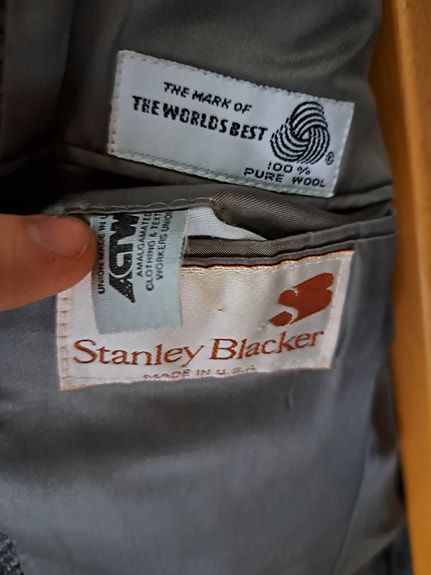 THE MARK OF
THE WORLDS BEST
®
100%
PURE WOOL
UNION MADE IN U
ACTW
AMALGAMATED
CLOTHING & TEXT
WORKERS UNION
SB
Stanley Blacker
MADE IN U.S.A.